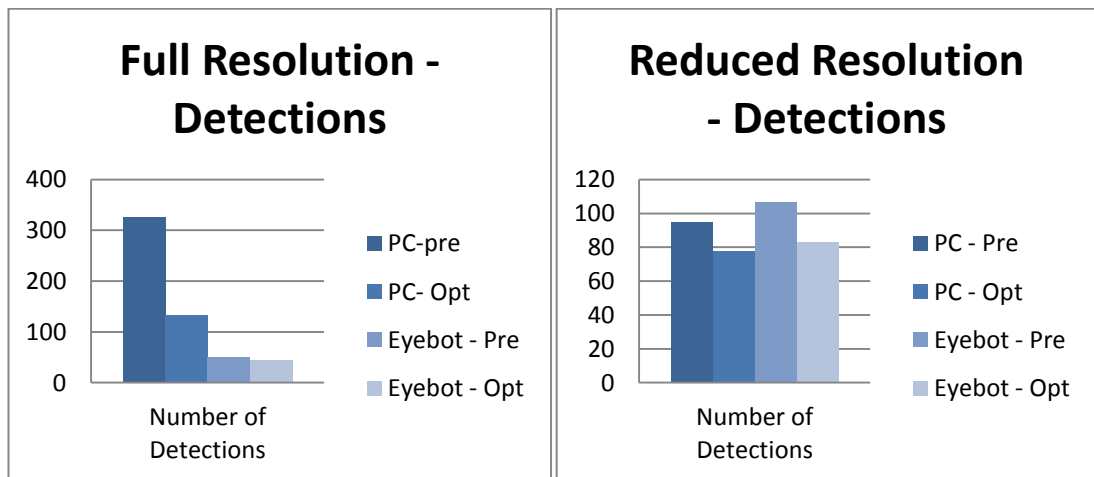 Full Resolution -
Detections
400
300
200
100
0
Number of
Detections
PC-pre
PC- Opt
Eyebot - Pre
Eyebot - Opt
Reduced Resolution
- Detections
120
100
80
60
40
20
0
Number of
Detections
PC - Pre
PC - Opt
Eyebot - Pre
Eyebot - Opt